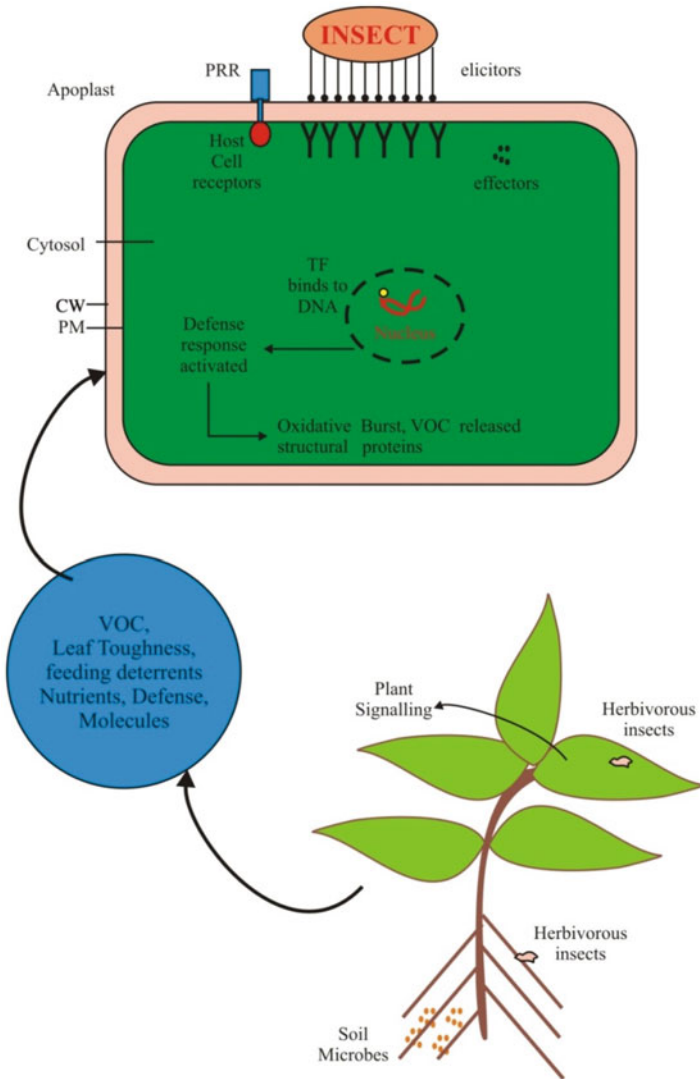 INSECT
PRR
elicitors
Apoplast
Host
Cell
receptors
effectors
Cytosol
TF
binds to
DNA
Nucleus
CW
PM
Defense
response
activated
Oxidative Burst, VOC released
structural proteins
VOC,
Leaf Toughness,
feeding deterrents
Nutrients, Defense,
Molecules
Plant
Signalling
Herbivorous
insects
Herbivorous
insects
Soil
Microbes